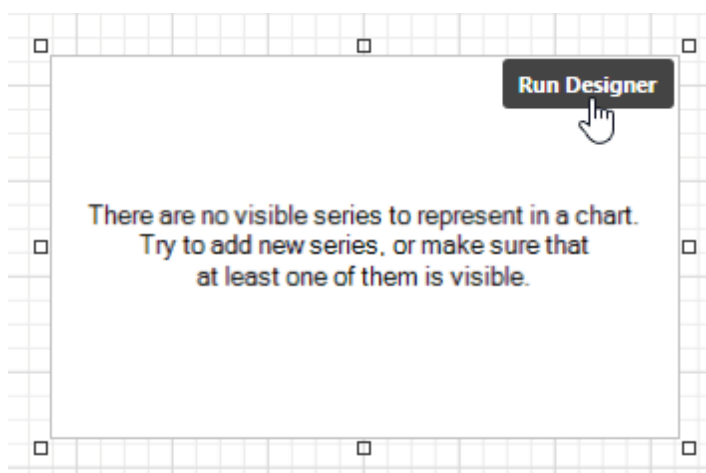 Run Designer
There are no visible series to represent in a chart.
Try to add new series, or make sure that
at least one of them is visible.